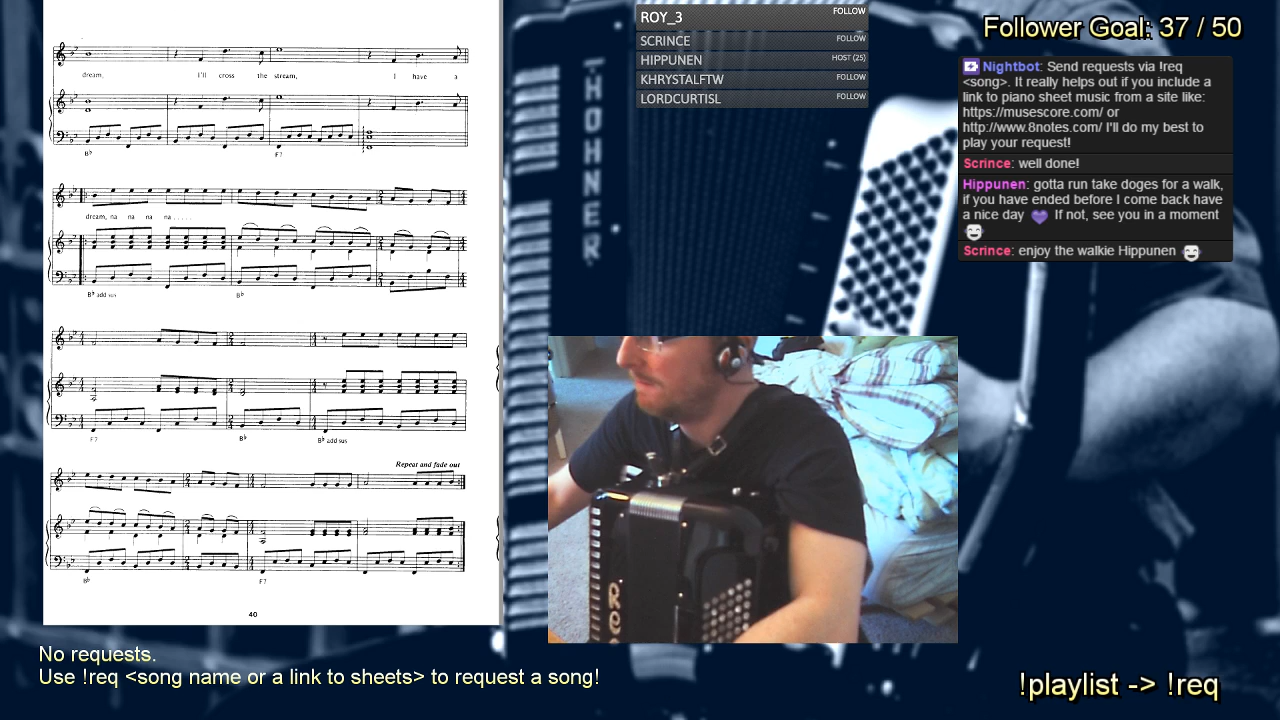 dream, I'll cross the stream, I have a
B♭ F7
dream, na na na na . . . . .
B♭ add sus B♭
F7 B♭ B♭ add sus
Repeat and fade out
B♭ F7
40
HOHNER
ROY_3 FOLLOW
SCRINCE FOLLOW
HIPPUNEN HOST (25)
KHRYSTALFTW FOLLOW
LORDCURTISL FOLLOW
Follower Goal: 37 / 50
Nightbot: Send requests via !req
<song>. It really helps out if you include a
link to piano sheet music from a site like:
https://musescore.com/ or
http://www.8notes.com/ I'll do my best to
play your request!
Scrince: well done!
Hippunen: gotta run take doges for a walk,
if you have ended before I come back have
a nice day If not, see you in a moment
Scrince: enjoy the walkie Hippunen
No requests.
Use !req <song name or a link to sheets> to request a song!
!playlist -> !req